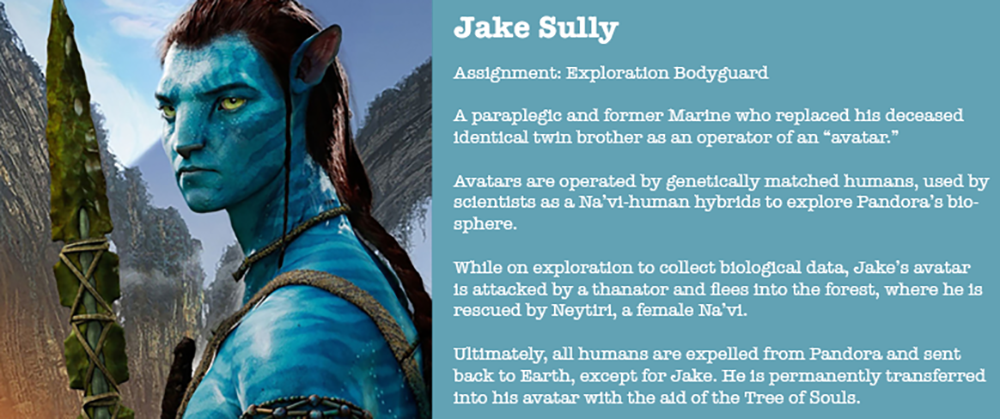 Jake Sully
Assignment: Exploration Bodyguard
A paraplegic and former Marine who replaced his deceased
identical twin brother as an operator of an “avatar.”
Avatars are operated by genetically matched humans, used by
scientists as a Na’vi-human hybrids to explore Pandora’s bio-
sphere.
While on exploration to collect biological data, Jake’s avatar
is attacked by a thanator and flees into the forest, where he is
rescued by Neytiri, a female Na’vi.
Ultimately, all humans are expelled from Pandora and sent
back to Earth, except for Jake. He is permanently transferred
into his avatar with the aid of the Tree of Souls.